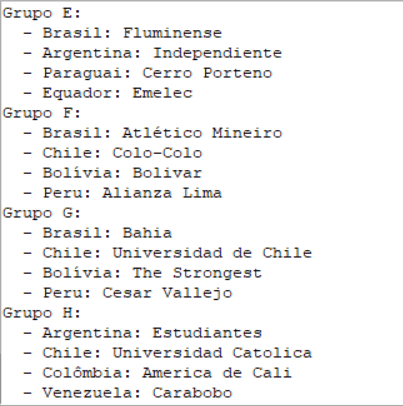 Grupo E:
- Brasil: Fluminense
- Argentina: Independiente
- Paraguai: Cerro Porteno
- Equador: Emelec
Grupo F:
- Brasil: Atlético Mineiro
- Chile: Colo-Colo
- Bolívia: Bolivar
- Peru: Alianza Lima
Grupo G:
- Brasil: Bahia
- Chile: Universidad de Chile
- Bolívia: The Strongest
- Peru: Cesar Vallejo
Grupo H:
- Argentina: Estudiantes
- Chile: Universidad Catolica
- Colômbia: America de Cali
- Venezuela: Carabobo